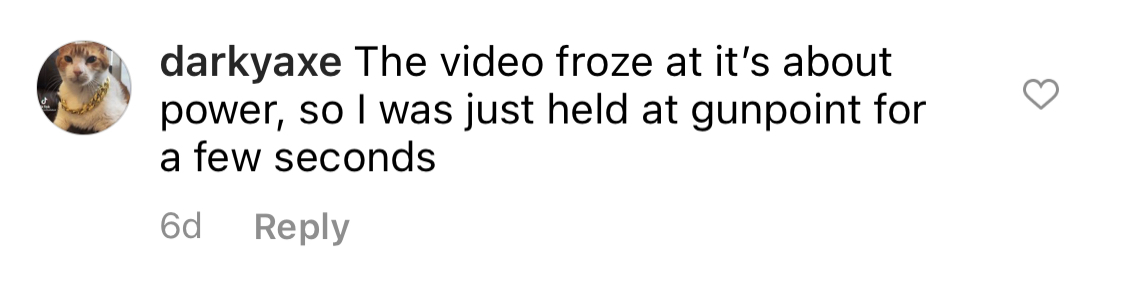 darkyaxe The video froze at it’s about
power, so I was just held at gunpoint for
a few seconds
6d Reply